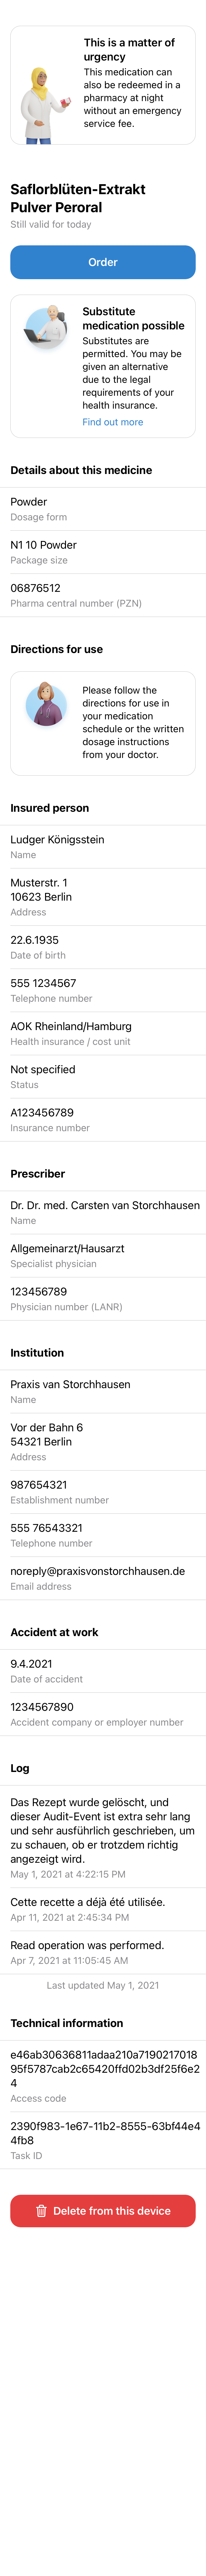 This is a matter of
urgency
This medication can
also be redeemed in a
pharmacy at night
without an emergency
service fee.
Saflorblüten-Extrakt
Pulver Peroral
Still valid for today
Order
Substitute
medication possible
Substitutes are
permitted. You may be
given an alternative
due to the legal
requirements of your
health insurance.
Find out more
Details about this medicine
Powder
Dosage form
N1 10 Powder
Package size
06876512
Pharma central number (PZN)
Directions for use
Please follow the
directions for use in
your medication
schedule or the written
dosage instructions
from your doctor.
Insured person
Ludger Königsstein
Name
Musterstr. 1
10623 Berlin
Address
22.6.1935
Date of birth
555 1234567
Telephone number
AOK Rheinland/Hamburg
Health insurance / cost unit
Not specified
Status
A123456789
Insurance number
Prescriber
Dr. Dr. med. Carsten van Storchhausen
Name
Allgemeinarzt/Hausarzt
Specialist physician
123456789
Physician number (LANR)
Institution
Praxis van Storchhausen
Name
Vor der Bahn 6
54321 Berlin
Address
987654321
Establishment number
555 76543321
Telephone number
noreply@praxisvonstorchhausen.de
Email address
Accident at work
9.4.2021
Date of accident
1234567890
Accident company or employer number
Log
Das Rezept wurde gelöscht, und
dieser Audit-Event ist extra sehr lang
und sehr ausführlich geschrieben, um
zu schauen, ob er trotzdem richtig
angezeigt wird.
May 1, 2021 at 4:22:15 PM
Cette recette a déjà été utilisée.
Apr 11, 2021 at 2:45:34 PM
Read operation was performed.
Apr 7, 2021 at 11:05:45 AM
Last updated May 1, 2021
Technical information
e46ab30636811adaa210a7190217018
95f5787cab2c65420ffd02b3df25f6e2
4
Access code
2390f983-1e67-11b2-8555-63bf44e4
4fb8
Task ID
Delete from this device